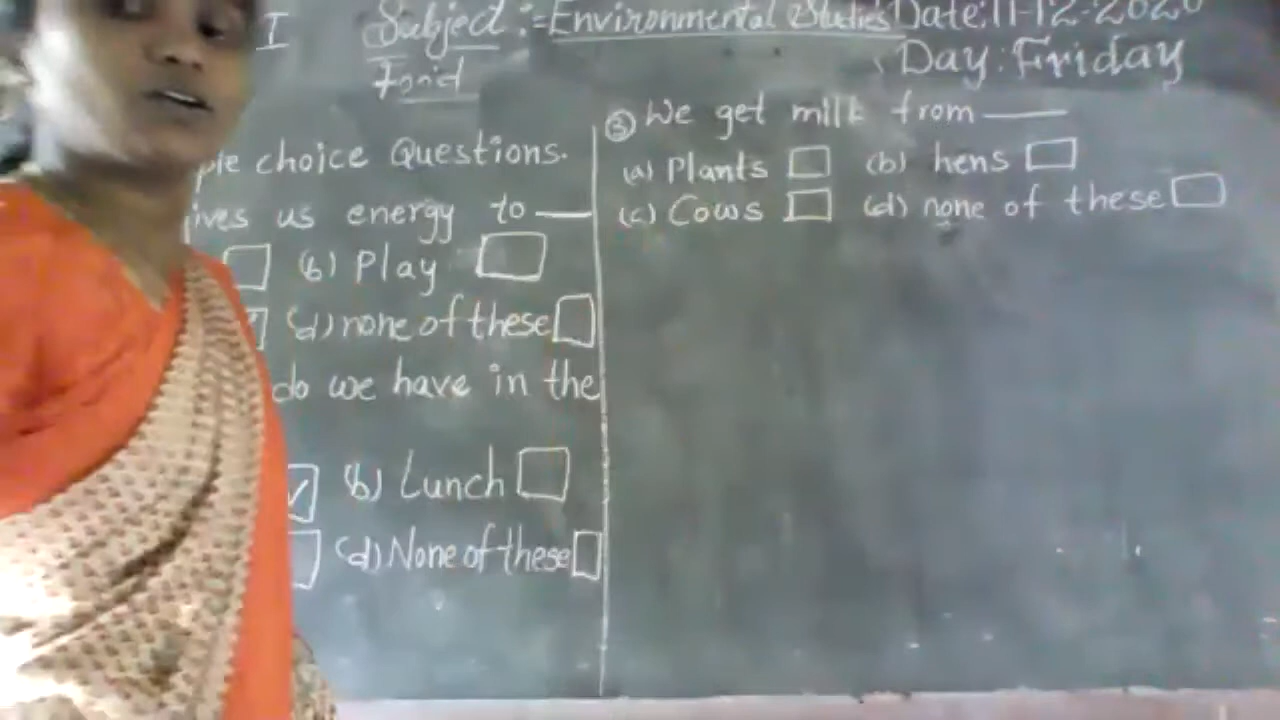 I Subject :- Environmental Studies Date: 11-12-2020
Food Day: Friday
choice Questions.
us energy to ___
(b) Play
(d) none of these
do we have in the
(b) Lunch
(d) None of these
③ We get milk from ___
(a) Plants (b) hens
(c) Cows (d) none of these